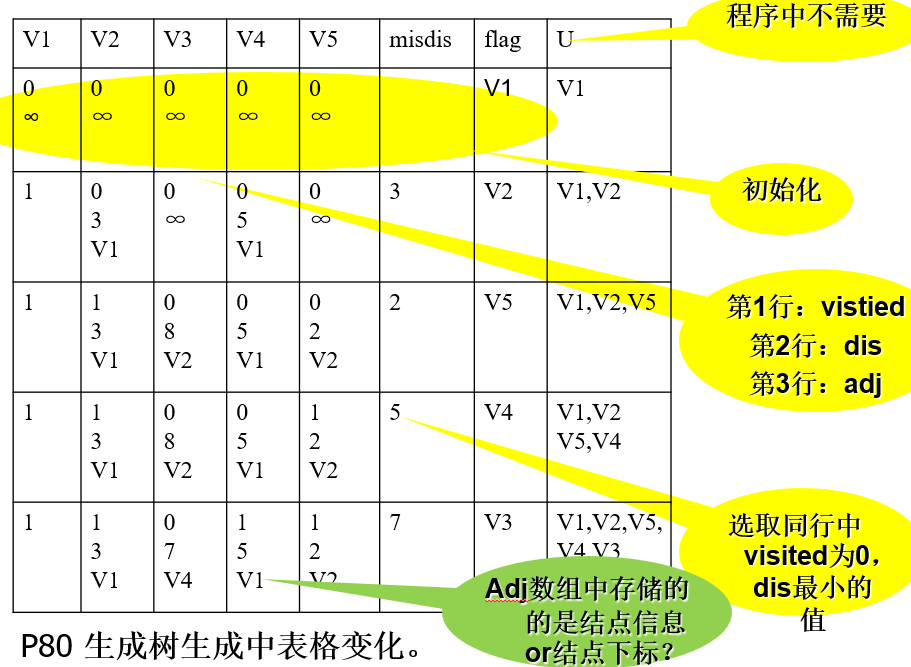 V1 V2 V3 V4 V5 misdis flag U
程序中不需要
0 0 0 0 0 V1 V1
∞ ∞ ∞ ∞ ∞
初始化
1 0 0 0 0 3 V2 V1,V2
3 ∞ 5 ∞
V1 V1
1 1 0 0 0 2 V5 V1,V2,V5
3 8 5 2
V1 V2 V1 V2
第1行：vistied
第2行：dis
第3行：adj
1 1 0 0 1 5 V4 V1,V2
3 8 5 2 V5,V4
V1 V2 V1 V2
1 1 0 1 1 7 V3 V1,V2,V5,
3 7 5 2 V4,V3
V1 V4 V1 V2
选取同行中
visited为0，
dis最小的
值
Adj数组中存储的
的是结点信息
or结点下标？
P80 生成树生成中表格变化。